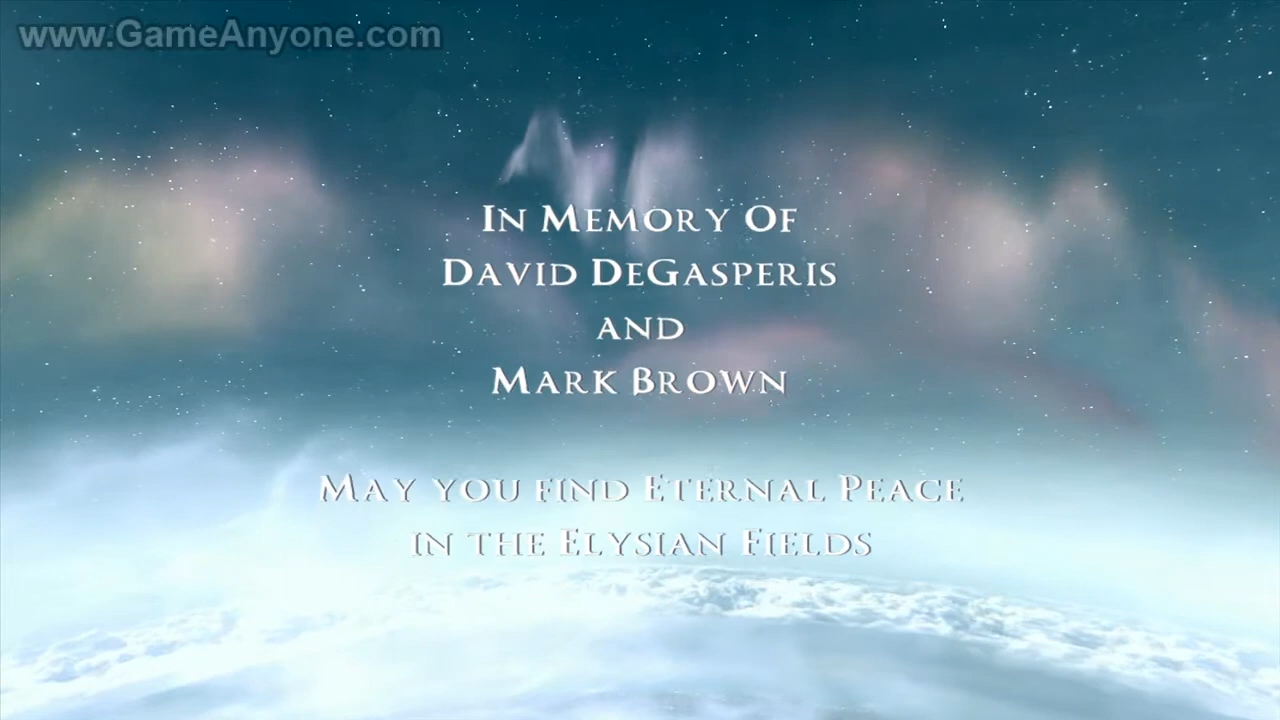 www.GameAnyone.com
In Memory Of
David DeGasperis
and
Mark Brown
May you find Eternal Peace
in the Elysian Fields